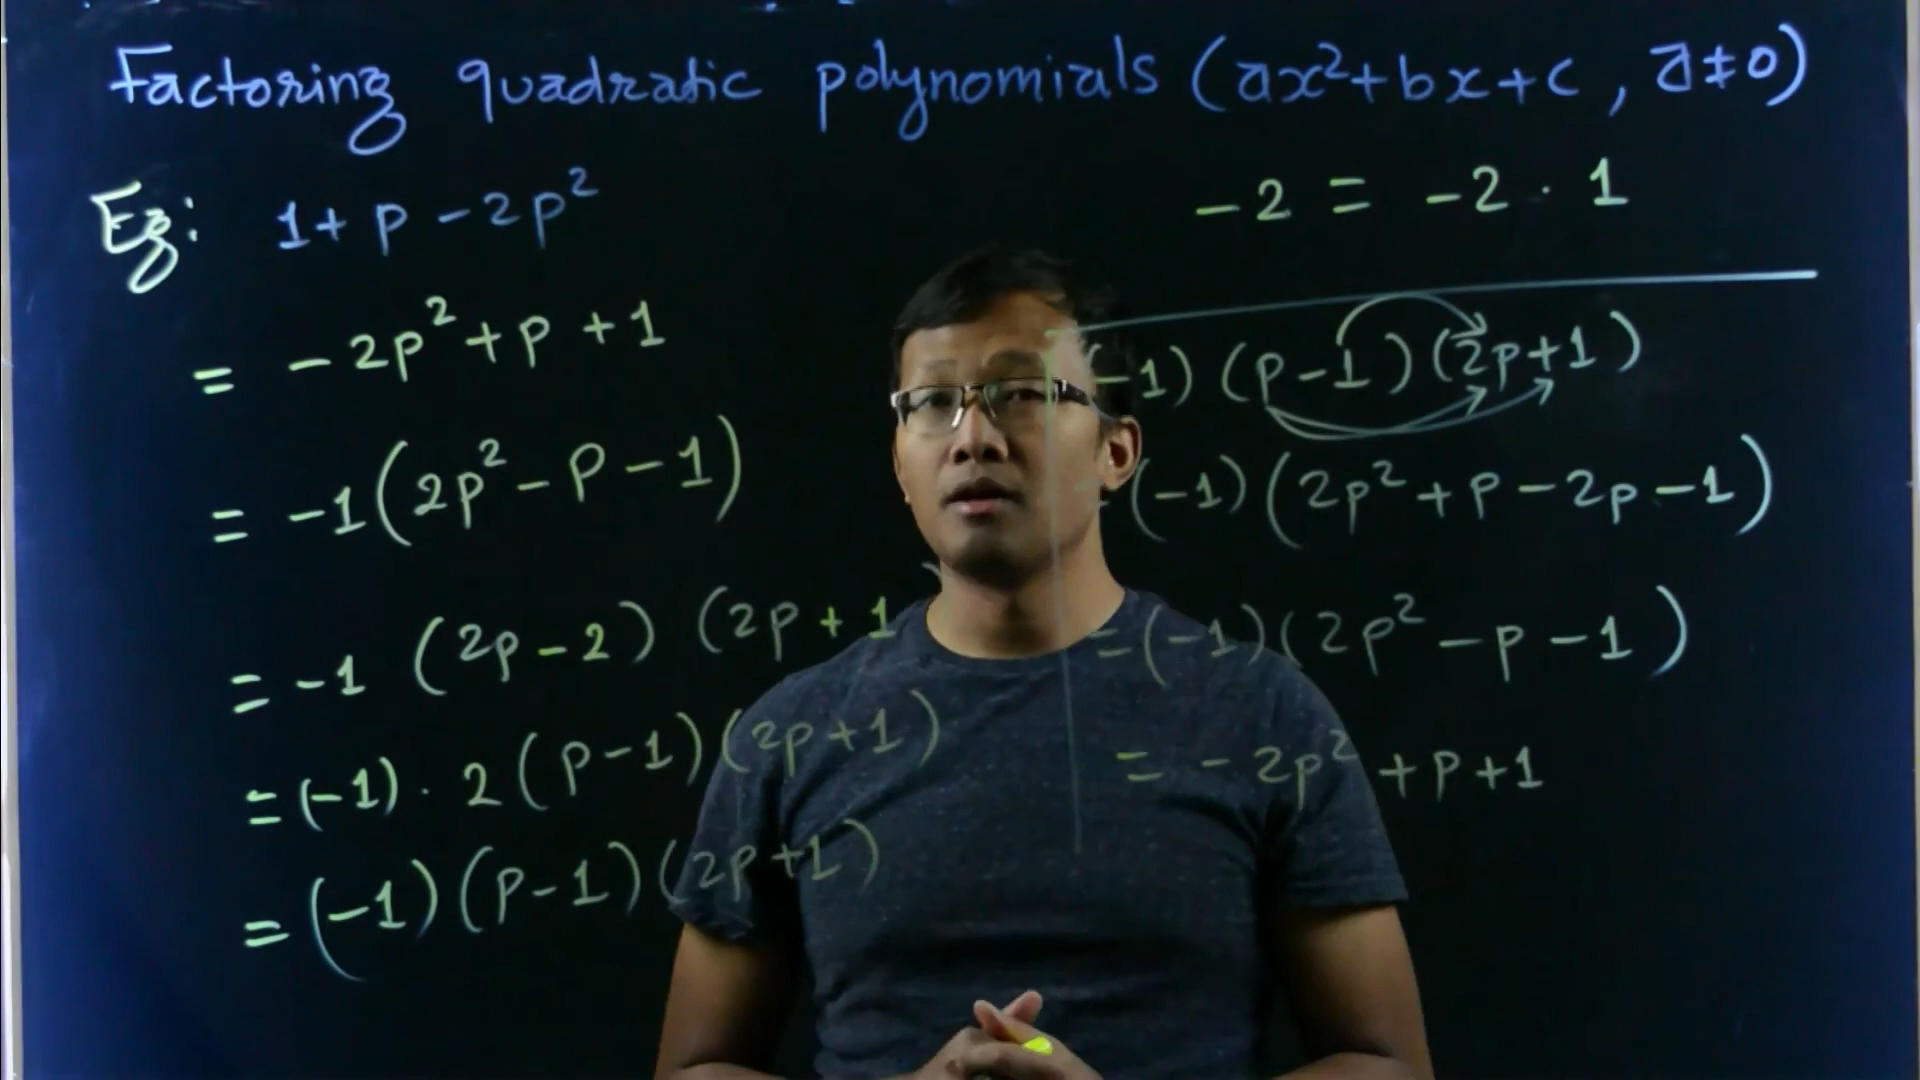 Factoring quadratic polynomials (ax²+bx+c, a≠0)
Eg: 1+p-2p²
= -2p²+p+1
= -1(2p²-p-1)
= -1 (2p-2) (2p+1)
= (-1) · 2(p-1)(2p+1)
= (-1)(p-1)(2p+1)
-2 = -2 · 1
(-1)(p-1)(2p+1)
= (-1)(2p²+p-2p-1)
= (-1)(2p²-p-1)
= -2p²+p+1